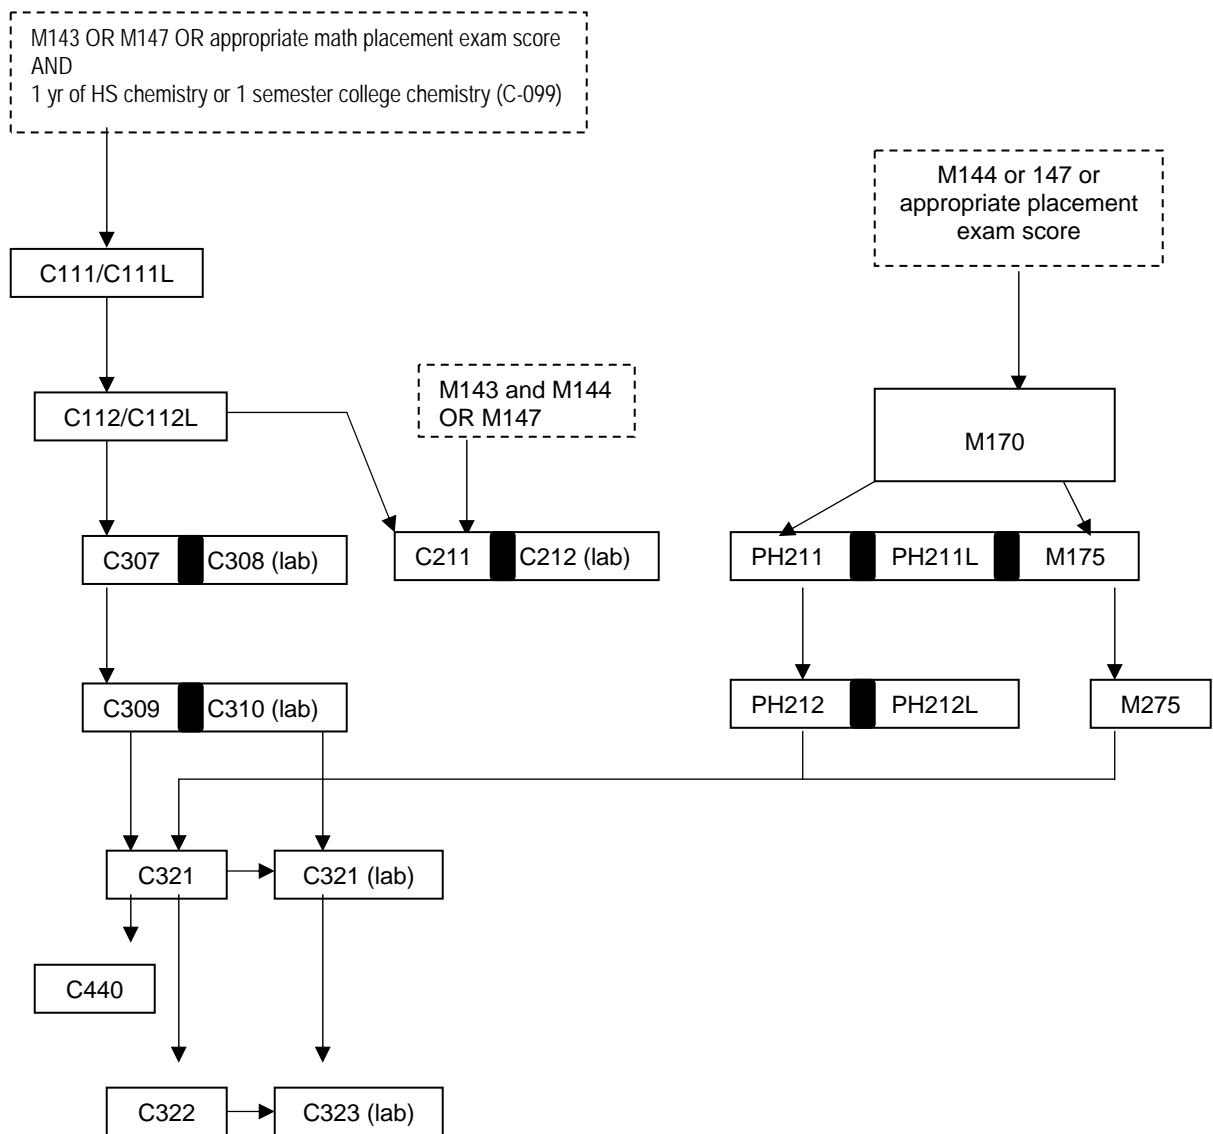 M143 OR M147 OR appropriate math placement exam score
AND
1 yr of HS chemistry or 1 semester college chemistry (C-099)
M144 or 147 or
appropriate placement
exam score
C111/C111L
M143 and M144
OR M147
C112/C112L
M170
C307 C308 (lab)
C211 C212 (lab)
PH211 PH211L M175
C309 C310 (lab)
PH212 PH212L
M275
C321
C321 (lab)
C440
C322
C323 (lab)